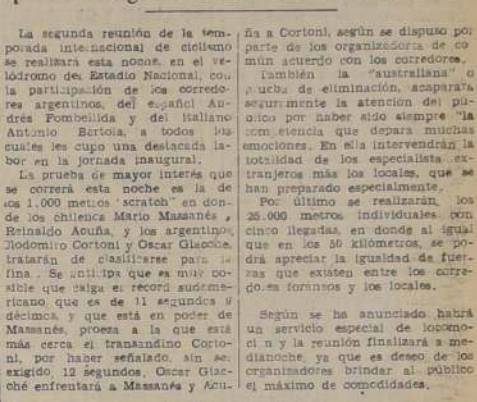 La segunda reunión de la tem-
porada internacional de ciclismo
se realizará esta noche, en el ve-
lódromo del Estadio Nacional, con
la participación de los corredo-
res argentinos, del español An-
drés Pombellida y del italiano
Antonio Bertola, a todos los
cuales les cupo una destacada la-
bor en la jornada inaugural.
La prueba de mayor interés que
se correrá esta noche es la de
los 1.000 metros "scratch" en don-
de los chilenos Mario Massanés y
Reinaldo Acuña, y los argentinos
Clodomiro Cortoni y Oscar Giacché,
tratarán de clasificarse para la
fina. Se anticipa que es muy po-
sible que caiga el record sudame-
ricano, que es de 11 segundos 9
décimos, y que está en poder de
Massanés, proeza a la que está
más cerca el transandino Corto-
ni, por haber señalado, sin ser
exigido, 12 segundos. Oscar Giac-
ché enfrentará a Massanés y Acu-
ña a Cortoni, según se dispuso por
parte de los organizadores de co
mún acuerdo con los corredores.
También la "australiana" o
prueba de eliminación, acaparará
seguramente la atención del pú-
blico por haber sido siempre "la
competencia que depara muchas
emociones. En ella intervendrán la
totalidad de los especialistas ex-
tranjeros más los locales, que se
han preparado especialmente.
Por último se realizarán, los
25.000 metros individuales con
cinco llegadas, en donde al igual
que en los 50 kilómetros, se po-
drá apreciar la igualdad de fuer-
zas que existen entre los corre-
dores foranos y los locales.
Según se ha anunciado habrá
un servicio especial de locomo-
ción y la reunión finalizará a me-
dianoche, ya que es deseo de los
organizadores brindar al público
el máximo de comodidades.